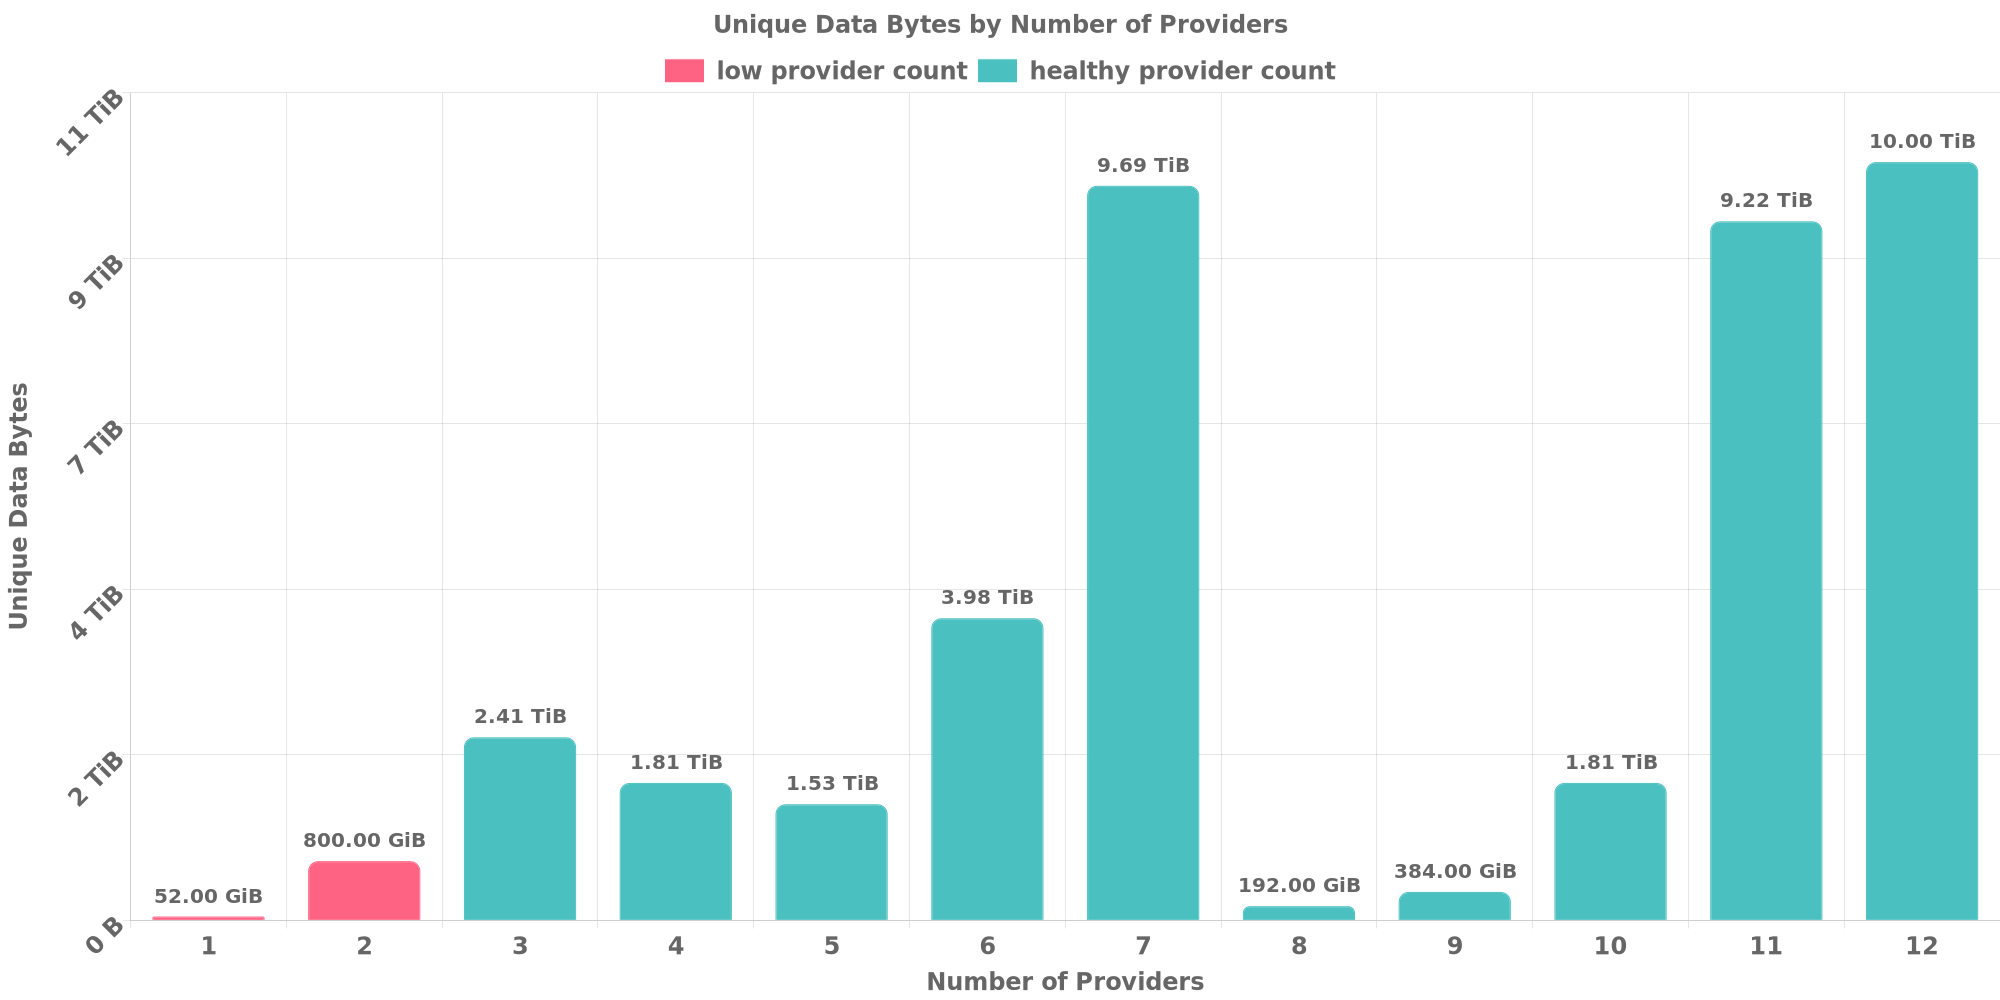 Unique Data Bytes by Number of Providers
low provider count
healthy provider count
Unique Data Bytes
11 TiB
9 TiB
7 TiB
4 TiB
2 TiB
0 B
52.00 GiB
800.00 GiB
2.41 TiB
1.81 TiB
1.53 TiB
3.98 TiB
9.69 TiB
192.00 GiB
384.00 GiB
1.81 TiB
9.22 TiB
10.00 TiB
1
2
3
4
5
6
7
8
9
10
11
12
Number of Providers